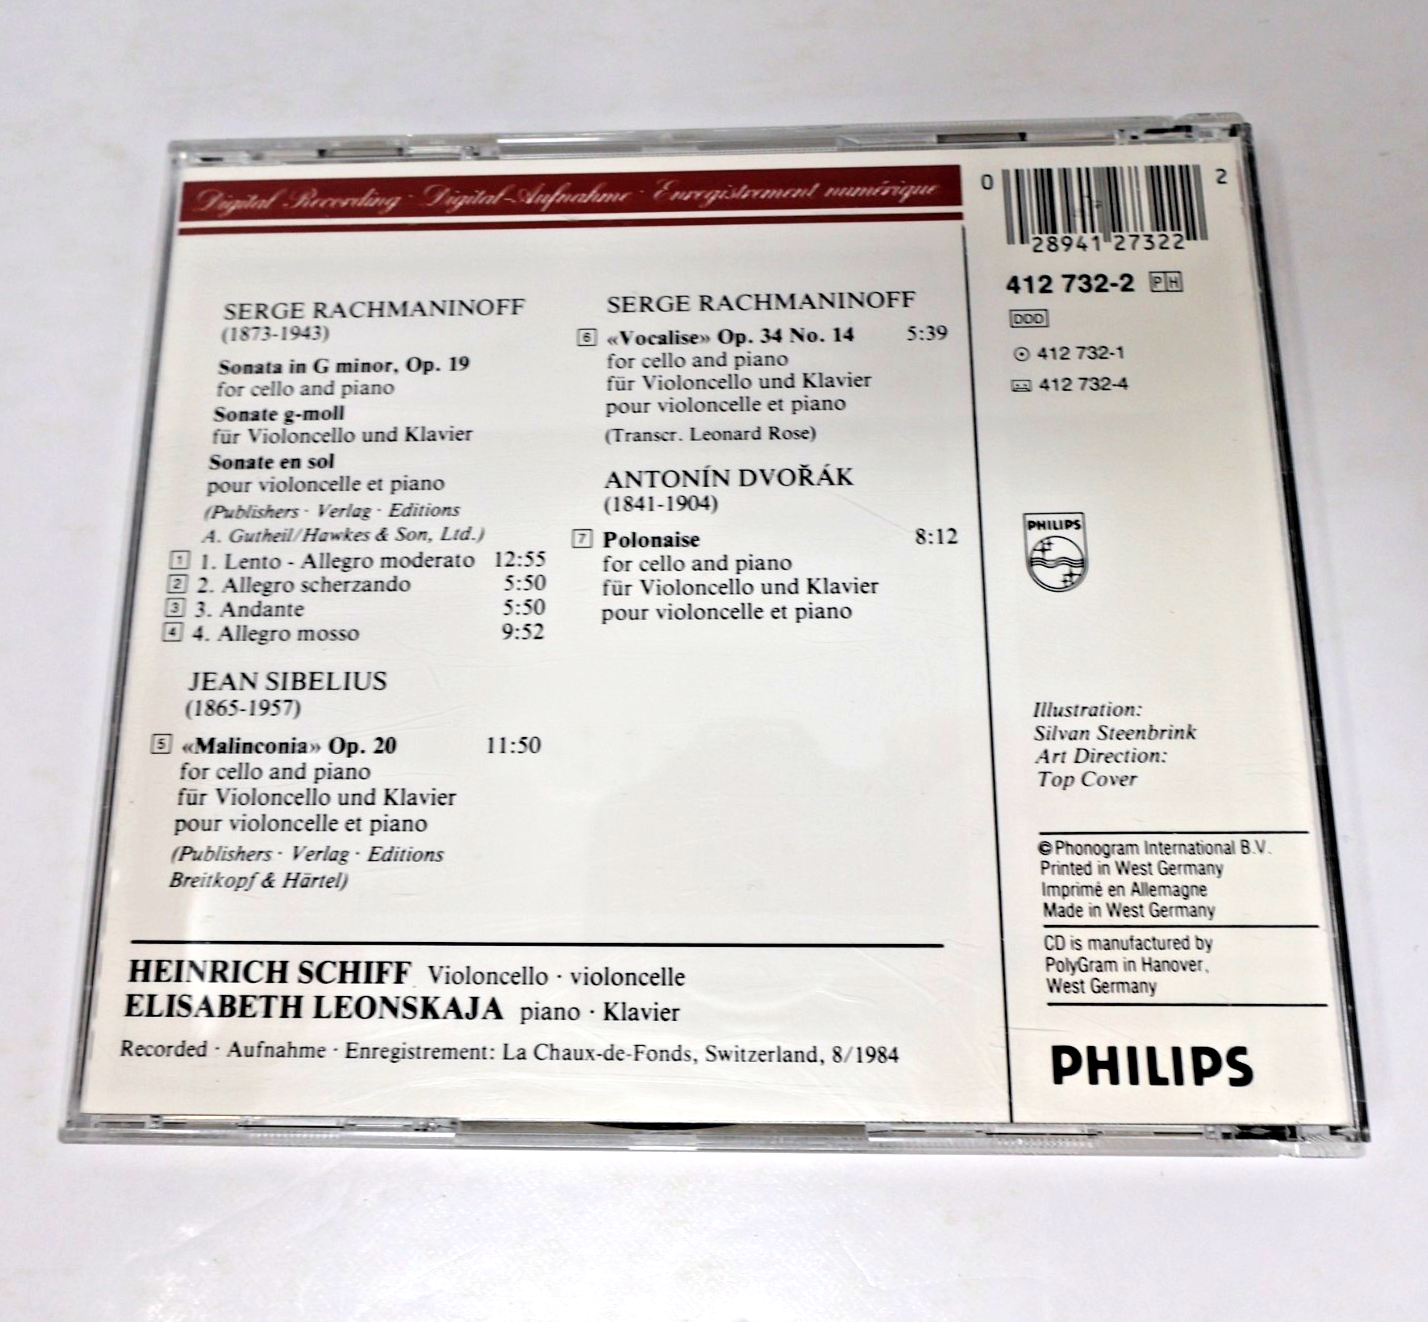 Digital Recording · Digital-Aufnahme · Enregistrement numérique
SERGE RACHMANINOFF
(1873-1943)
Sonata in G minor, Op. 19
for cello and piano
Sonate g-moll
für Violoncello und Klavier
Sonate en sol
pour violoncelle et piano
(Publishers · Verlag · Editions
A. Gutheil/Hawkes & Son, Ltd.)
1 1. Lento - Allegro moderato 12:55
2 2. Allegro scherzando 5:50
3 3. Andante 5:50
4 4. Allegro mosso 9:52
JEAN SIBELIUS
(1865-1957)
5 «Malinconia» Op. 20 11:50
for cello and piano
für Violoncello und Klavier
pour violoncelle et piano
(Publishers · Verlag · Editions
Breitkopf & Härtel)
SERGE RACHMANINOFF
6 «Vocalise» Op. 34 No. 14 5:39
for cello and piano
für Violoncello und Klavier
pour violoncelle et piano
(Transcr. Leonard Rose)
ANTONÍN DVOŘÁK
(1841-1904)
7 Polonaise 8:12
for cello and piano
für Violoncello und Klavier
pour violoncelle et piano
HEINRICH SCHIFF Violoncello · violoncelle
ELISABETH LEONSKAJA piano · Klavier
Recorded · Aufnahme · Enregistrement: La Chaux-de-Fonds, Switzerland, 8/1984
0 28941 27322 2
412 732-2 PH
DDD
412 732-1
412 732-4
PHILIPS
Illustration:
Silvan Steenbrink
Art Direction:
Top Cover
© Phonogram International B.V.
Printed in West Germany
Imprimé en Allemagne
Made in West Germany
CD is manufactured by
PolyGram in Hanover,
West Germany
PHILIPS